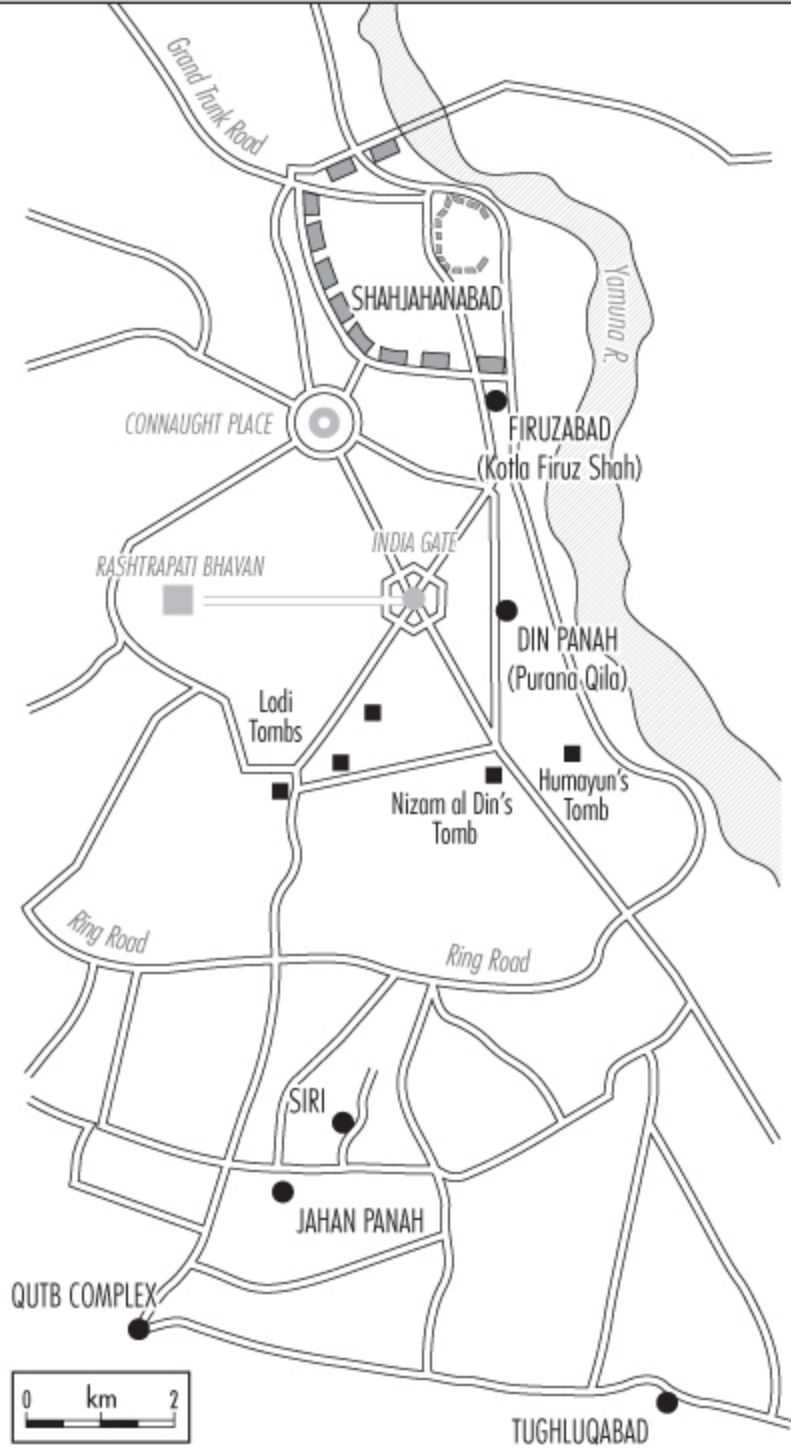 Grand Trunk Road
Yamuna R.
SHAHJAHANABAD
CONNAUGHT PLACE
FIRUZABAD
(Kotla Firuz Shah)
INDIA GATE
RASHTRAPATI BHAVAN
DIN PANAH
(Purana Qila)
Lodi
Tombs
Humayun's
Tomb
Nizam al Din's
Tomb
Ring Road
Ring Road
SIRI
JAHAN PANAH
QUTB COMPLEX
0 km 2
TUGHLUQABAD